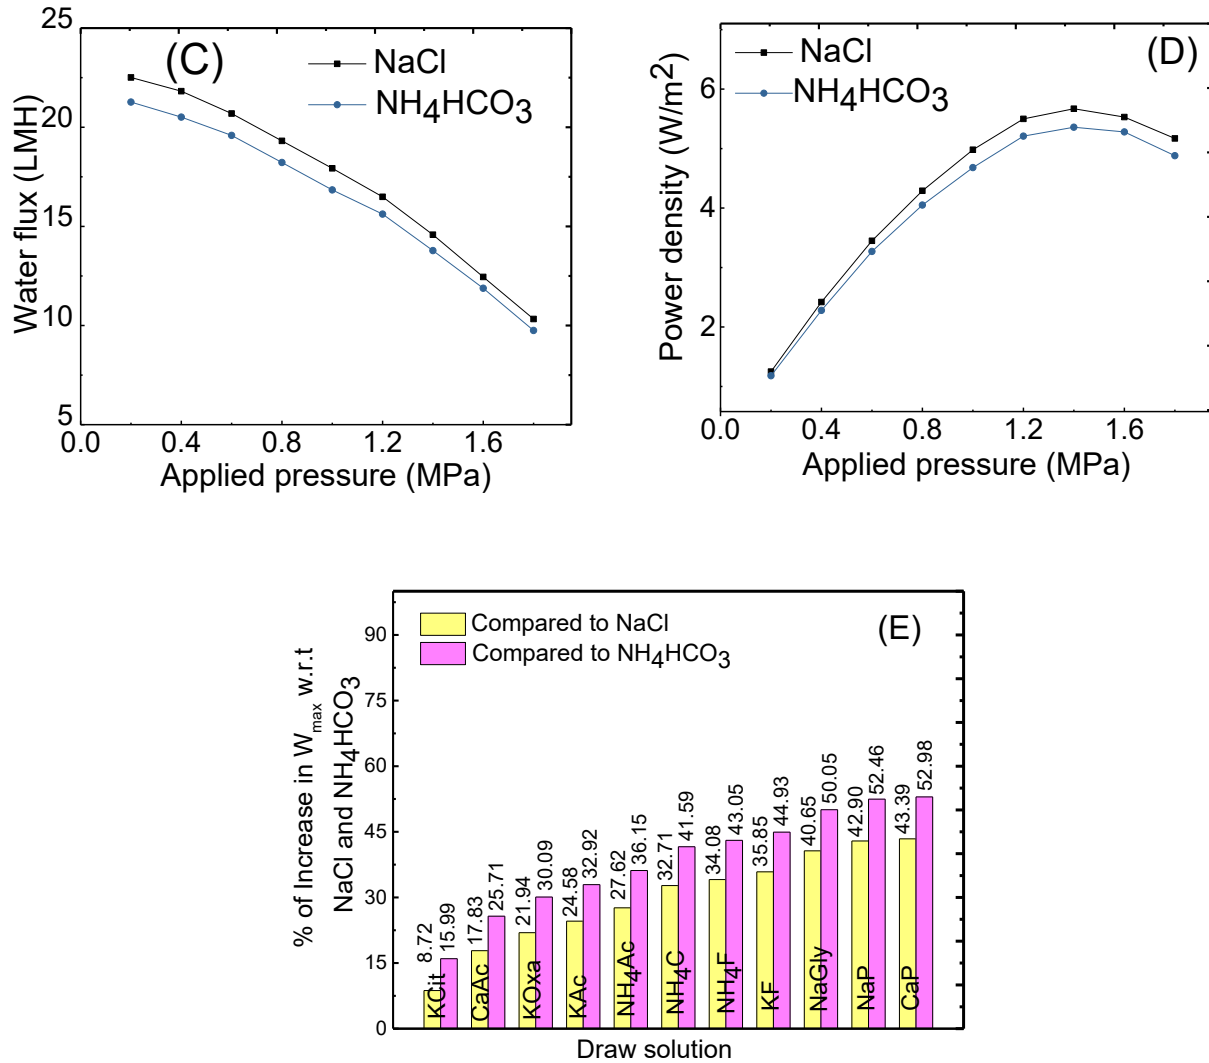 (C)
NaCl
NH4HCO3
25
20
15
10
5
Water flux (LMH)
0.0 0.4 0.8 1.2 1.6
Applied pressure (MPa)
(D)
NaCl
NH4HCO3
6
4
2
Power density (W/m2)
0.0 0.4 0.8 1.2 1.6
Applied pressure (MPa)
(E)
Compared to NaCl
Compared to NH4HCO3
90
75
60
45
30
15
0
% of Increase in Wmax w.r.t
NaCl and NH4HCO3
8.72 15.99 17.83 25.71 21.94 30.09 24.58 32.92 27.62 36.15 32.71 41.59 34.08 43.05 35.85 44.93 40.65 50.05 42.90 52.46 43.39 52.98
KCit CaAc KOxa KAc NH4Ac NH4C NH4F KF NaGly NaP CaP
Draw solution